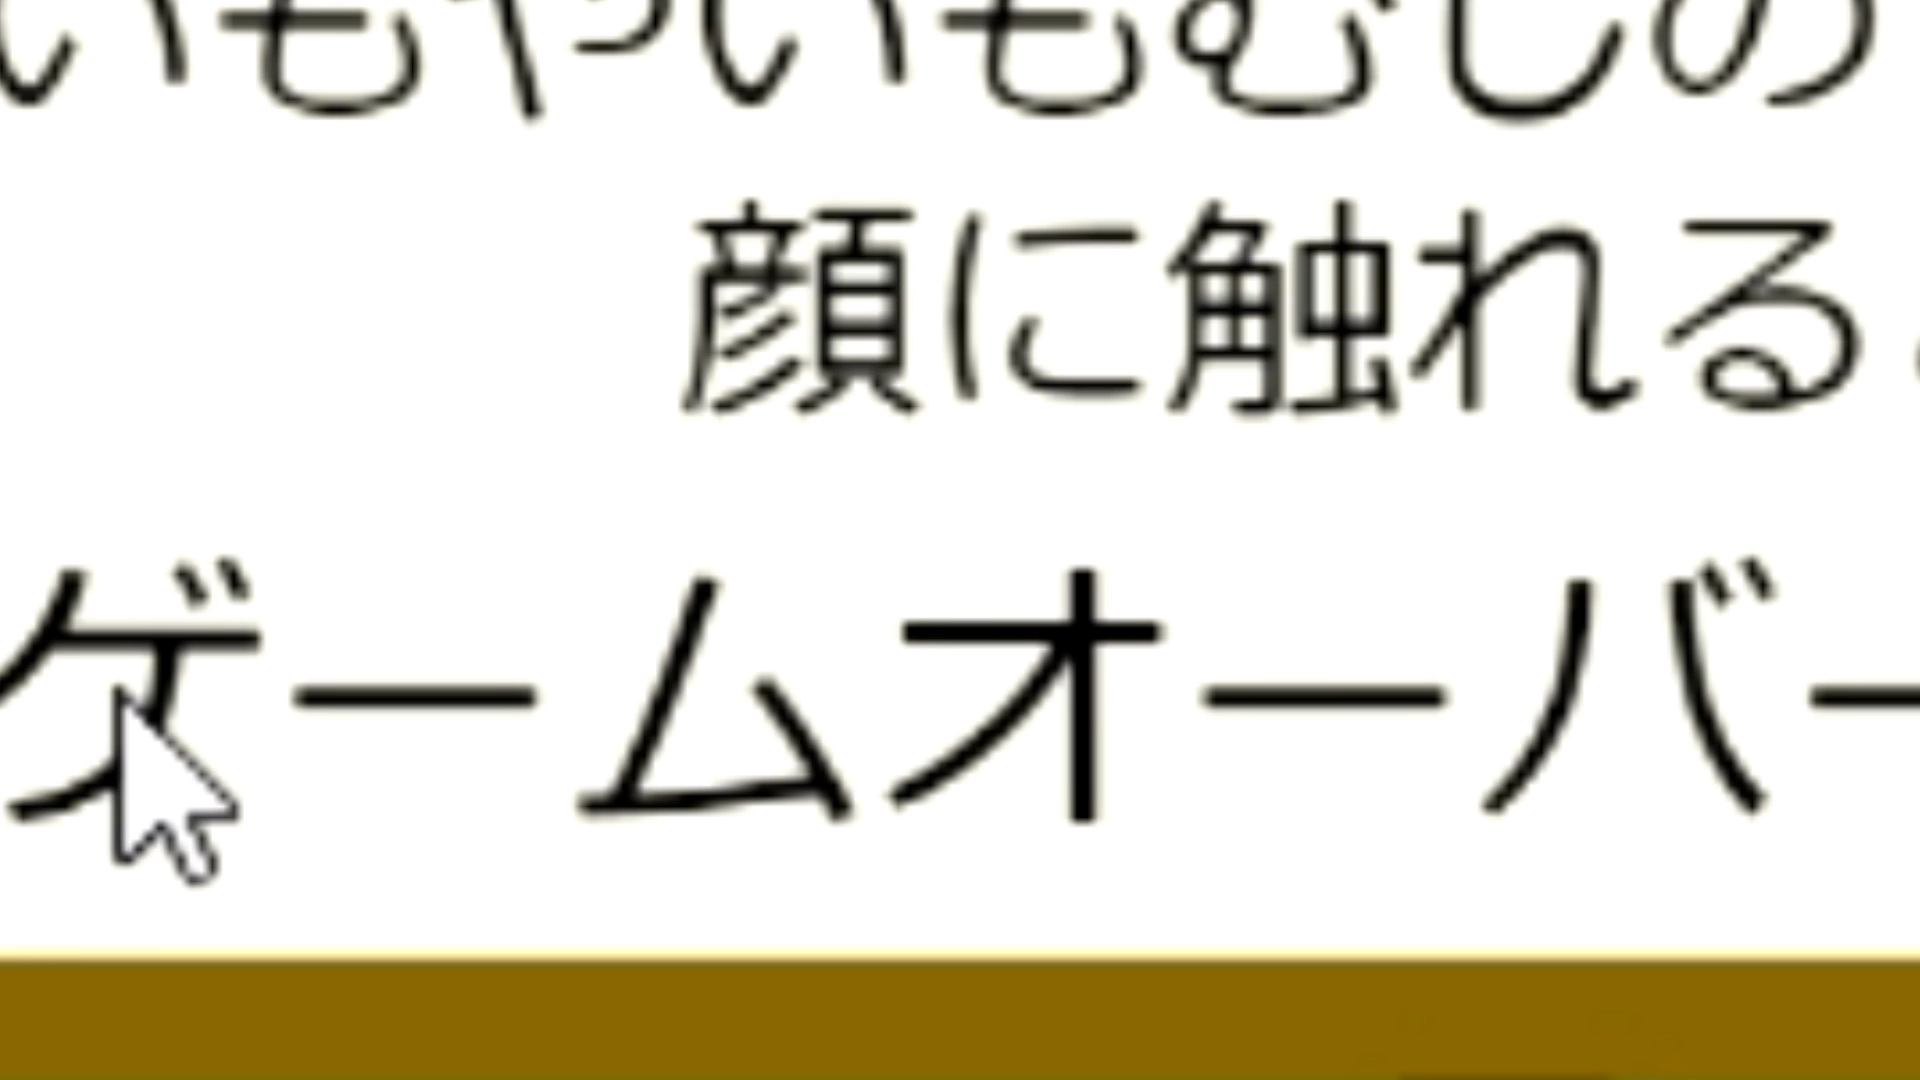 いもやいもむしの
顔に触れる
ゲームオーバー